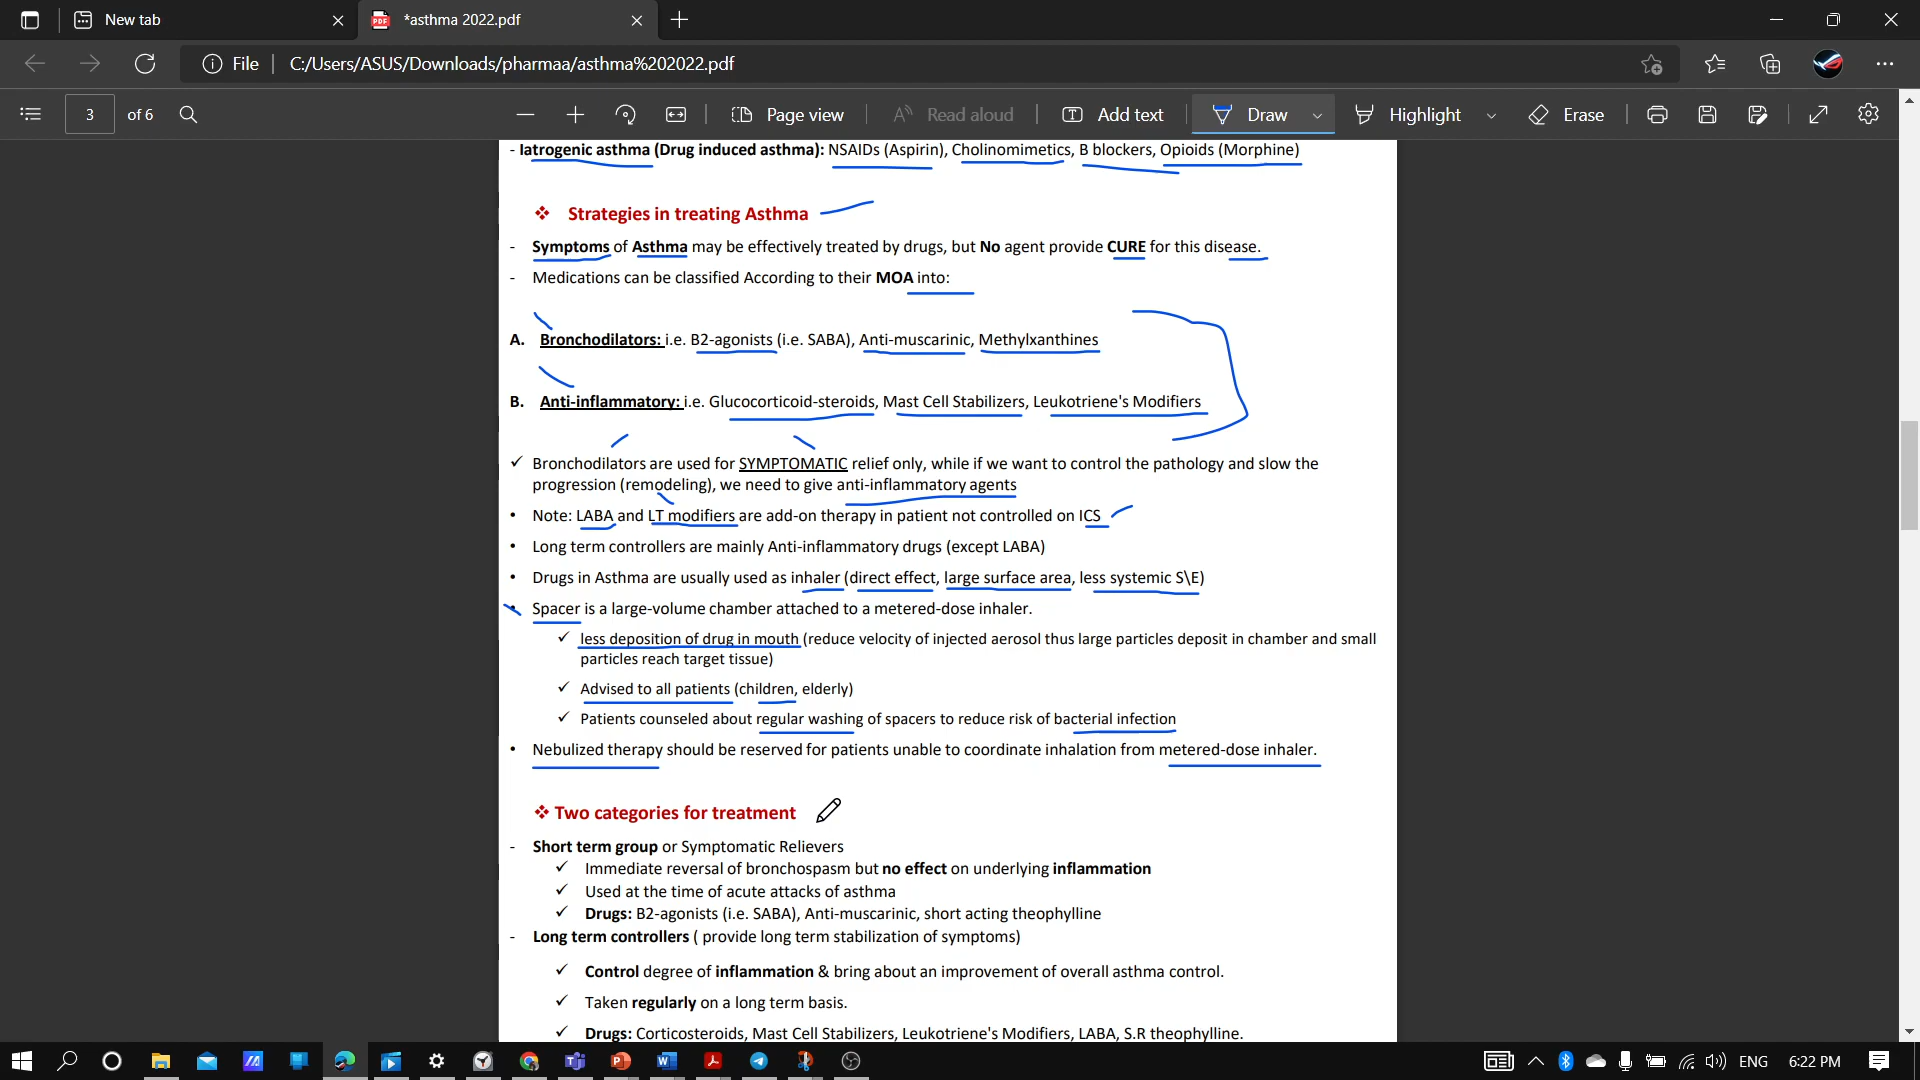 New tab
*asthma 2022.pdf
File
C:/Users/ASUS/Downloads/pharmaa/asthma%202022.pdf
3 of 6
Page view
Read aloud
Add text
Draw
Highlight
Erase
- Iatrogenic asthma (Drug induced asthma): NSAIDs (Aspirin), Cholinomimetics, B blockers, Opioids (Morphine)
❖ Strategies in treating Asthma
- Symptoms of Asthma may be effectively treated by drugs, but No agent provide CURE for this disease.
- Medications can be classified According to their MOA into:
A. Bronchodilators: i.e. B2-agonists (i.e. SABA), Anti-muscarinic, Methylxanthines
B. Anti-inflammatory: i.e. Glucocorticoid-steroids, Mast Cell Stabilizers, Leukotriene's Modifiers
✓ Bronchodilators are used for SYMPTOMATIC relief only, while if we want to control the pathology and slow the
progression (remodeling), we need to give anti-inflammatory agents
• Note: LABA and LT modifiers are add-on therapy in patient not controlled on ICS
• Long term controllers are mainly Anti-inflammatory drugs (except LABA)
• Drugs in Asthma are usually used as inhaler (direct effect, large surface area, less systemic S\E)
• Spacer is a large-volume chamber attached to a metered-dose inhaler.
✓ less deposition of drug in mouth (reduce velocity of injected aerosol thus large particles deposit in chamber and small
particles reach target tissue)
✓ Advised to all patients (children, elderly)
✓ Patients counseled about regular washing of spacers to reduce risk of bacterial infection
• Nebulized therapy should be reserved for patients unable to coordinate inhalation from metered-dose inhaler.
❖ Two categories for treatment
- Short term group or Symptomatic Relievers
✓ Immediate reversal of bronchospasm but no effect on underlying inflammation
✓ Used at the time of acute attacks of asthma
✓ Drugs: B2-agonists (i.e. SABA), Anti-muscarinic, short acting theophylline
- Long term controllers ( provide long term stabilization of symptoms)
✓ Control degree of inflammation & bring about an improvement of overall asthma control.
✓ Taken regularly on a long term basis.
✓ Drugs: Corticosteroids, Mast Cell Stabilizers, Leukotriene's Modifiers, LABA, S.R theophylline.
ENG
6:22 PM